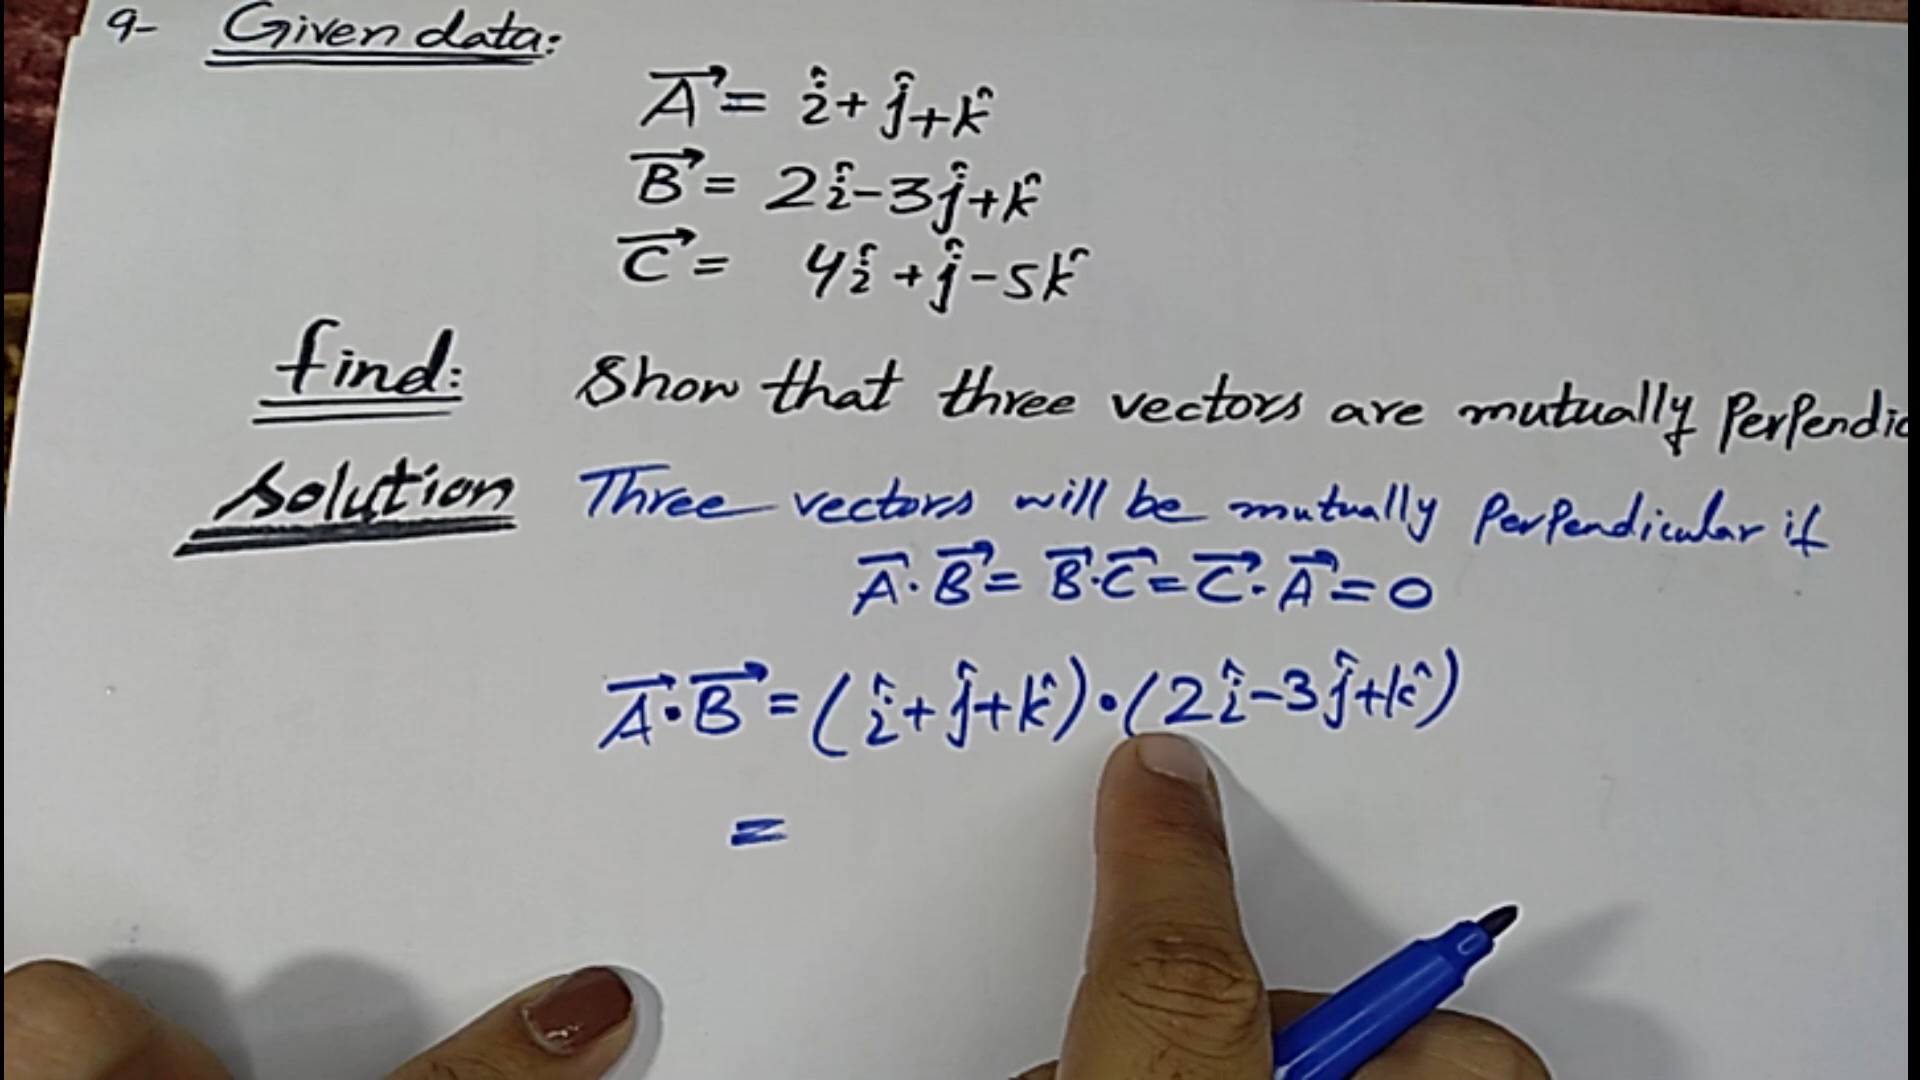 9- Given data:
A⃗ = î + ĵ + k̂
B⃗ = 2î - 3ĵ + k̂
C⃗ = 4î + ĵ - 5k̂
find: Show that three vectors are mutually Perpendic
Solution Three vectors will be mutually Perpendicular if
A⃗ . B⃗ = B⃗ . C⃗ = C⃗ . A⃗ = 0
A⃗ . B⃗ = (î + ĵ + k̂) . (2î - 3ĵ + k̂)
=